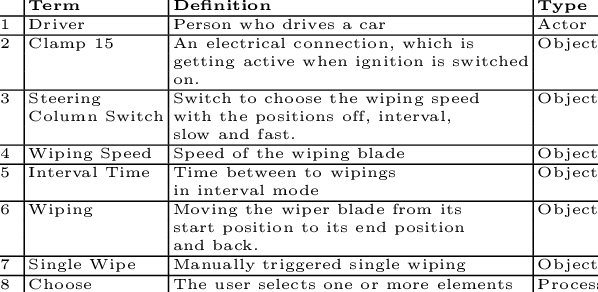 Term Definition Type
1 Driver Person who drives a car Actor
2 Clamp 15 An electrical connection, which is Object
getting active when ignition is switched
on.
3 Steering Switch to choose the wiping speed Object
Column Switch with the positions off, interval,
slow and fast.
4 Wiping Speed Speed of the wiping blade Object
5 Interval Time Time between to wipings Object
in interval mode
6 Wiping Moving the wiper blade from its Object
start position to its end position
and back.
7 Single Wipe Manually triggered single wiping Object
8 Choose The user selects one or more elements Process